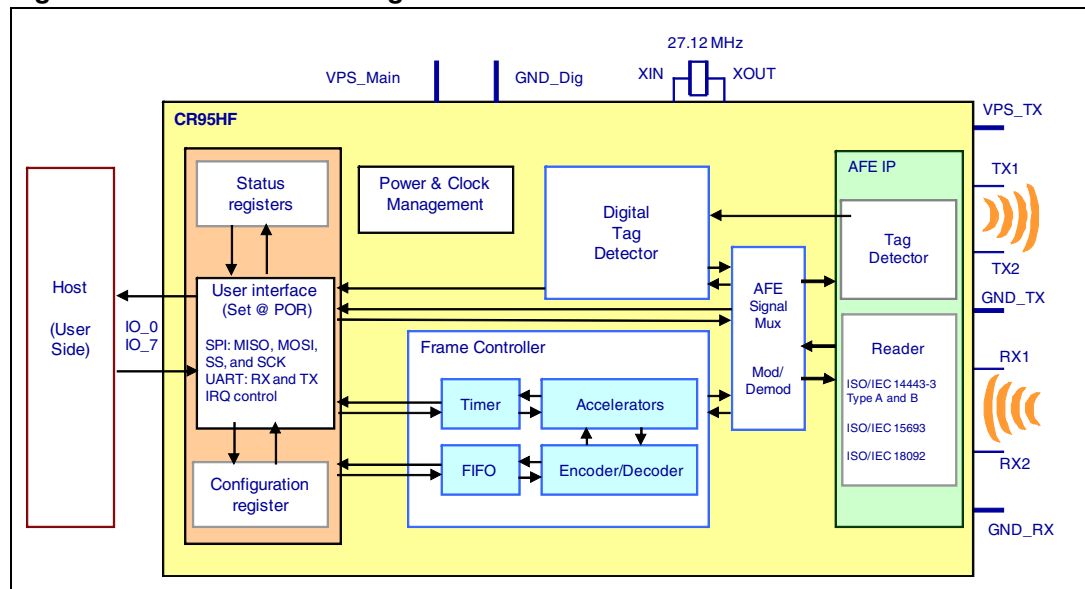 27.12 MHz
VPS_Main
GND_Dig
XIN
XOUT
VPS_TX
CR95HF
Host
(User
Side)
IO_0
IO_7
Status
registers
User interface
(Set @ POR)
SPI: MISO, MOSI,
SS, and SCK
UART: RX and TX
IRQ control
Configuration
register
Power & Clock
Management
Digital
Tag
Detector
Frame Controller
Timer
Accelerators
FIFO
Encoder/Decoder
AFE
Signal
Mux
Mod/
Demod
AFE IP
Tag
Detector
Reader
ISO/IEC 14443-3
Type A and B
ISO/IEC 15693
ISO/IEC 18092
TX1
TX2
GND_TX
RX1
RX2
GND_RX